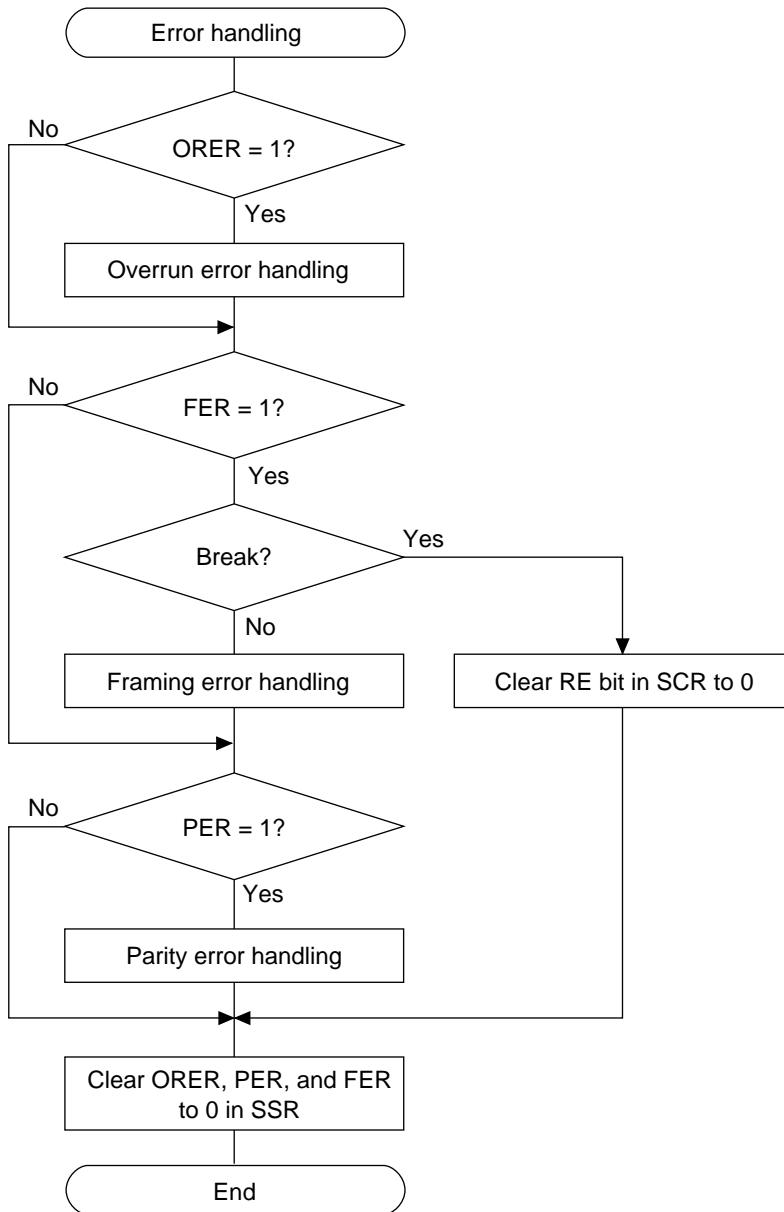 Error handling
No
ORER = 1?
Yes
Overrun error handling
No
FER = 1?
Yes
Break?
Yes
No
Framing error handling
Clear RE bit in SCR to 0
No
PER = 1?
Yes
Parity error handling
Clear ORER, PER, and FER
to 0 in SSR
End